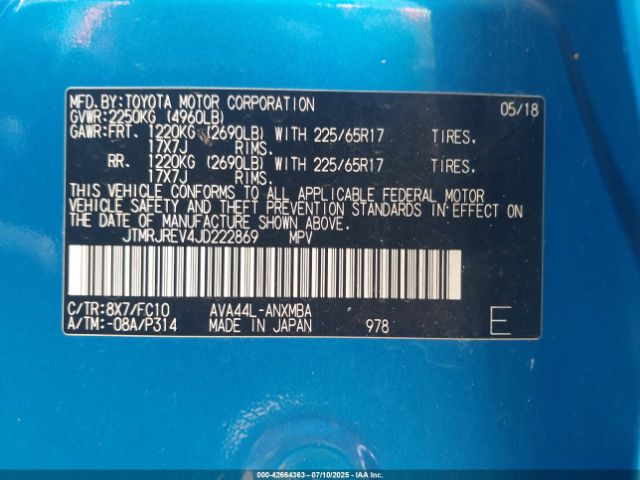 MFD.BY:TOYOTA MOTOR CORPORATION 05/18
GVWR:2250KG (4960LB)
GAWR:FRT. 1220KG (2690LB) WITH 225/65R17 TIRES.
17X7J RIMS.
RR. 1220KG (2690LB) WITH 225/65R17 TIRES.
17X7J RIMS.
THIS VEHICLE CONFORMS TO ALL APPLICABLE FEDERAL MOTOR
VEHICLE SAFETY AND THEFT PREVENTION STANDARDS IN EFFECT ON
THE DATE OF MANUFACTURE SHOWN ABOVE.
JTMRJREV4JD222869 MPV
C/TR:8X7/FC10 AVA44L-ANXMBA
A/TM:-08A/P314 MADE IN JAPAN 978 E
000-42664363 - 07/10/2025 - IAAI.COM